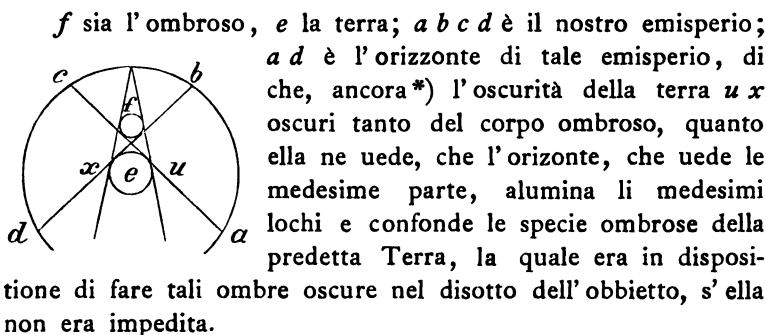 f sia l'ombroso, e la terra; a b c d è il nostro emisperio;
a d è l'orizzonte di tale emisperio, di
che, ancora*) l'oscurità della terra u x
oscuri tanto del corpo ombroso, quanto
ella ne uede, che l'orizonte, che uede le
medesime parte, alumina li medesimi
lochi e confonde le specie ombrose della
predetta Terra, la quale era in disposi-
tione di fare tali ombre oscure nel disotto dell'obbietto, s'ella
non era impedita.
c b
f
x e u
d a